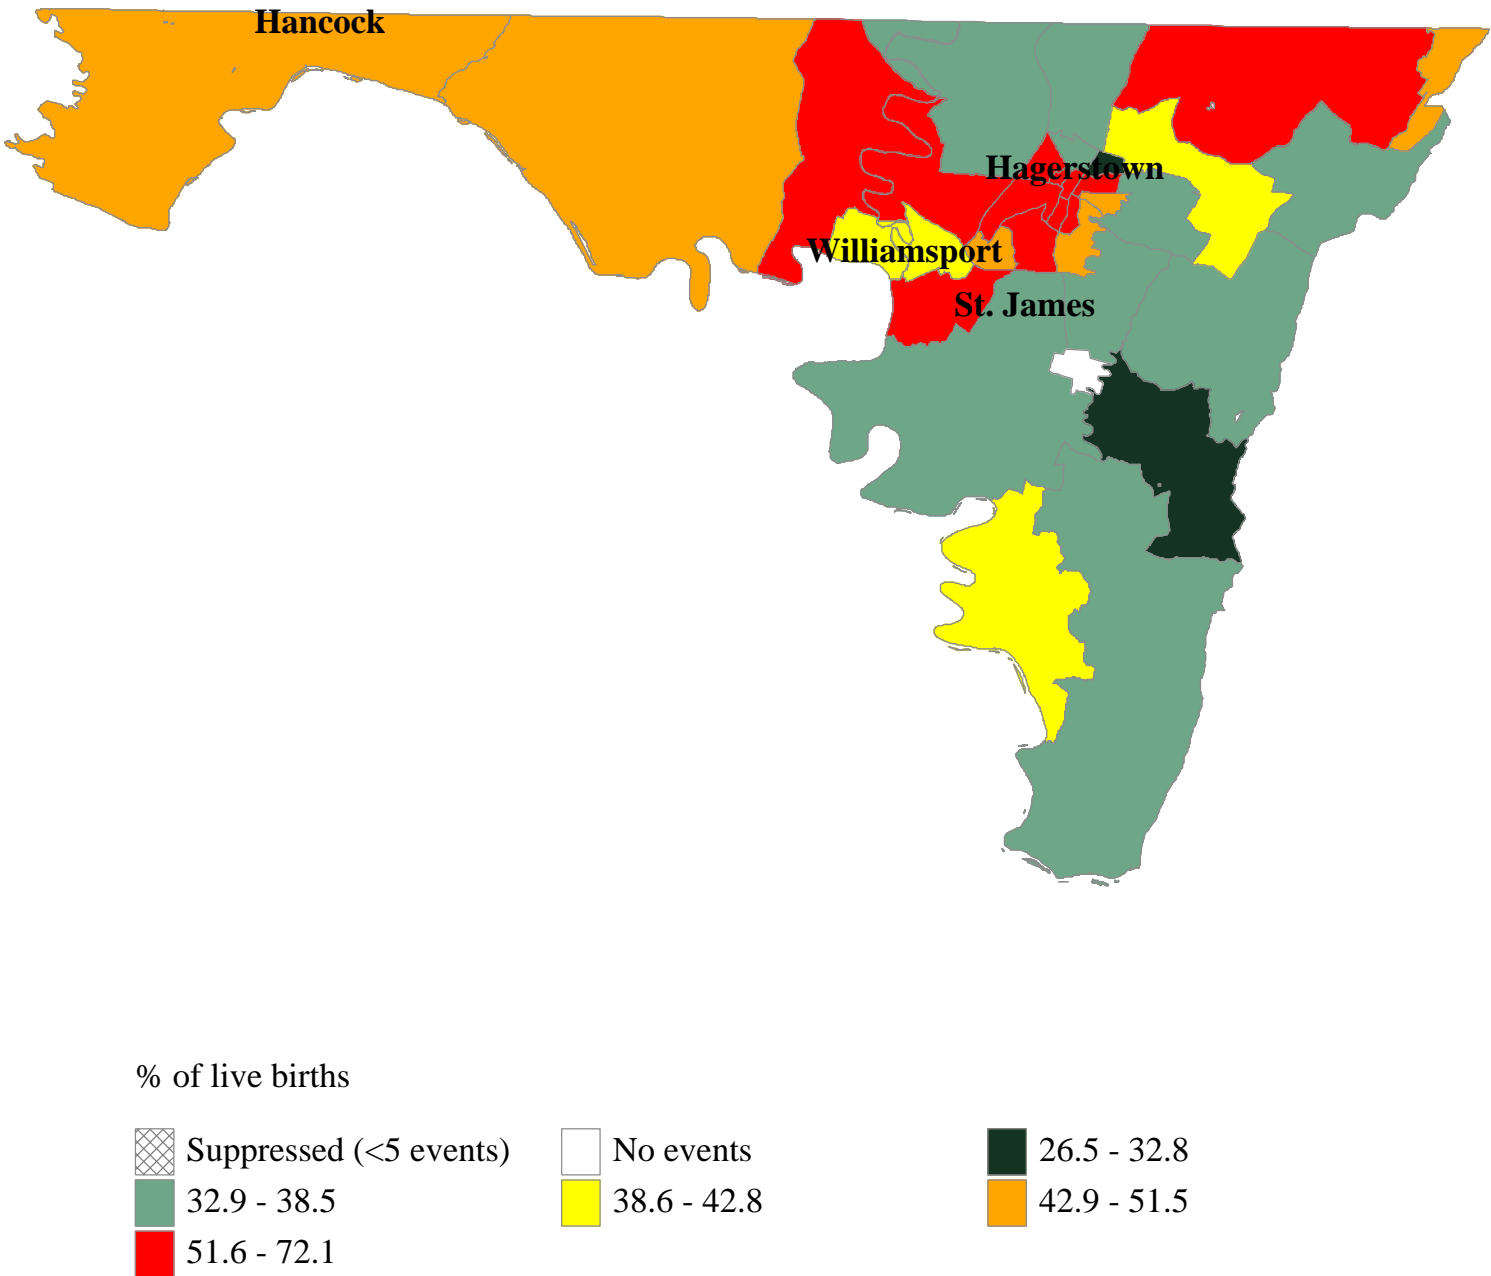 Hancock
Hagerstown
Williamsport
St. James
% of live births
Suppressed (<5 events)
No events
26.5 - 32.8
32.9 - 38.5
38.6 - 42.8
42.9 - 51.5
51.6 - 72.1